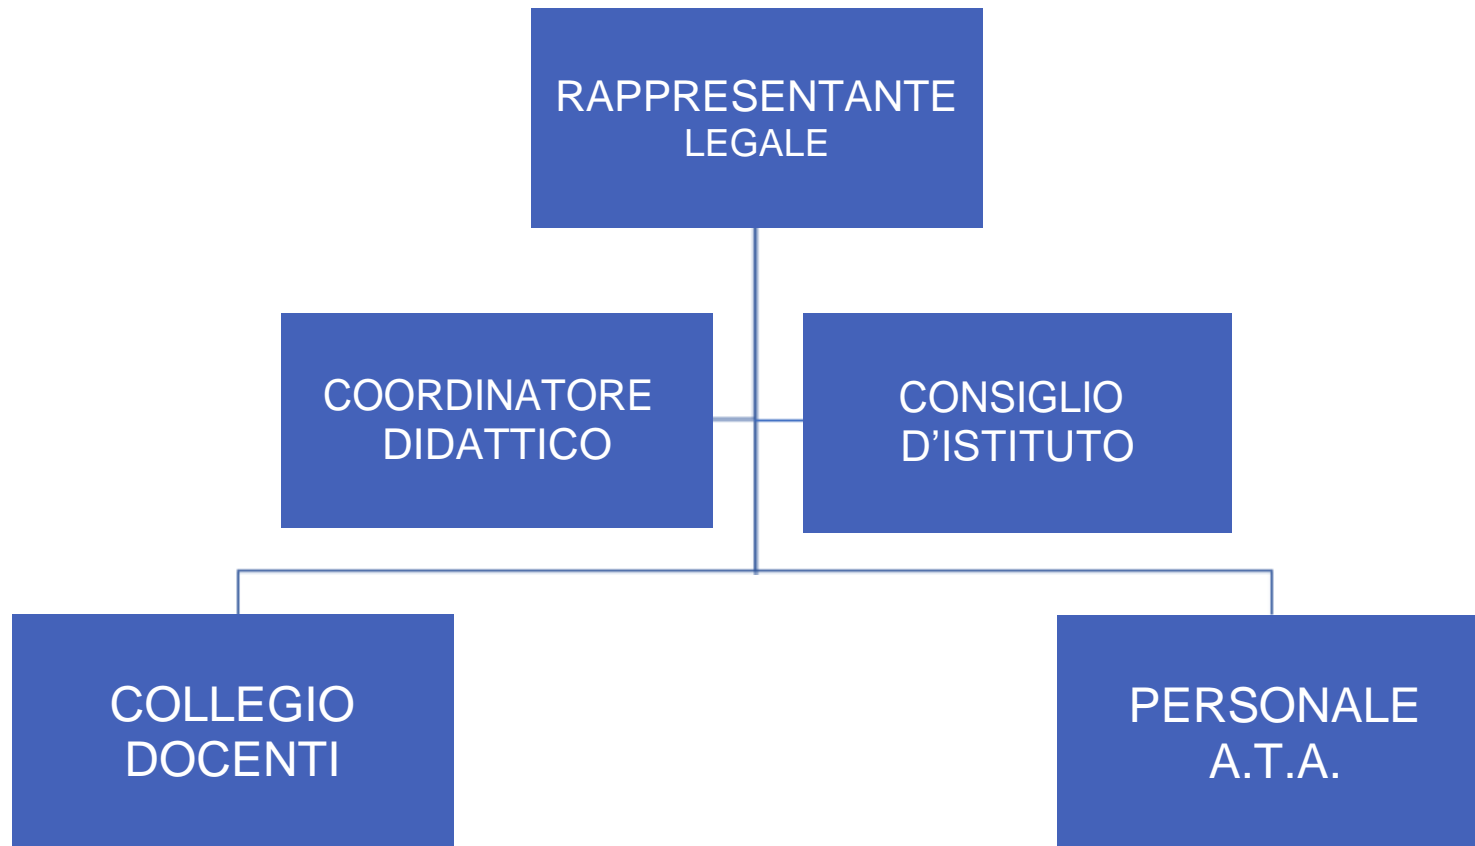 RAPPRESENTANTE
LEGALE
COORDINATORE
DIDATTICO
CONSIGLIO
D’ISTITUTO
COLLEGIO
DOCENTI
PERSONALE
A.T.A.